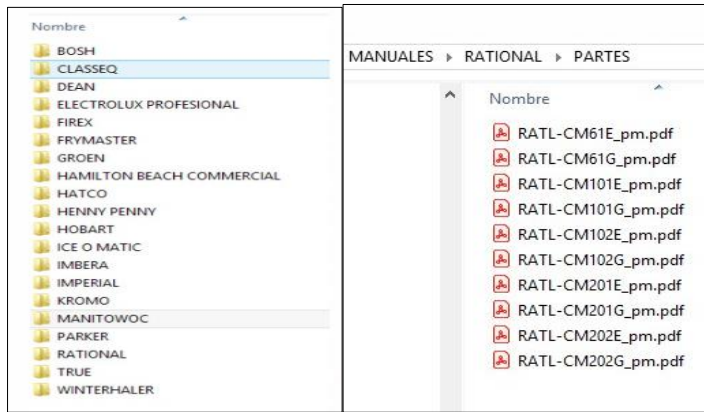 Nombre
BOSH
CLASSEQ
DEAN
ELECTROLUX PROFESIONAL
FIREX
FRYMASTER
GROEN
HAMILTON BEACH COMMERCIAL
HATCO
HENNY PENNY
HOBART
ICE O MATIC
IMBERA
IMPERIAL
KROMO
MANITOWOC
PARKER
RATIONAL
TRUE
WINTERHALER
MANUALES RATIONAL PARTES
Nombre
RATL-CM61E_pm.pdf
RATL-CM61G_pm.pdf
RATL-CM101E_pm.pdf
RATL-CM101G_pm.pdf
RATL-CM102E_pm.pdf
RATL-CM102G_pm.pdf
RATL-CM201E_pm.pdf
RATL-CM201G_pm.pdf
RATL-CM202E_pm.pdf
RATL-CM202G_pm.pdf